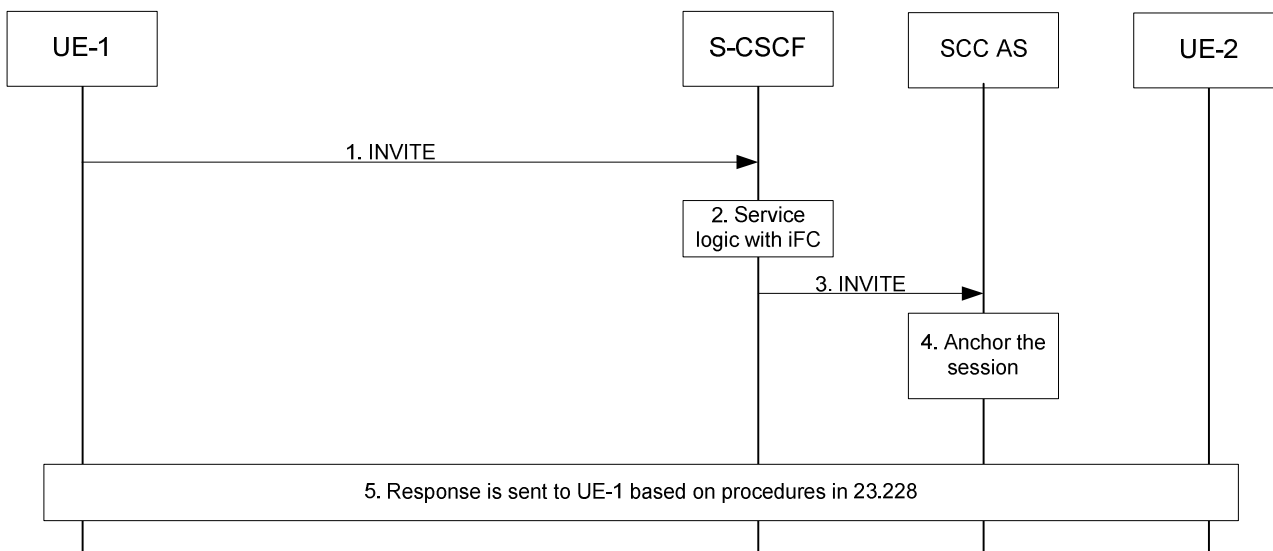 UE-1
S-CSCF
SCC AS
UE-2
1. INVITE
2. Service
logic with iFC
3. INVITE
4. Anchor the
session
5. Response is sent to UE-1 based on procedures in 23.228